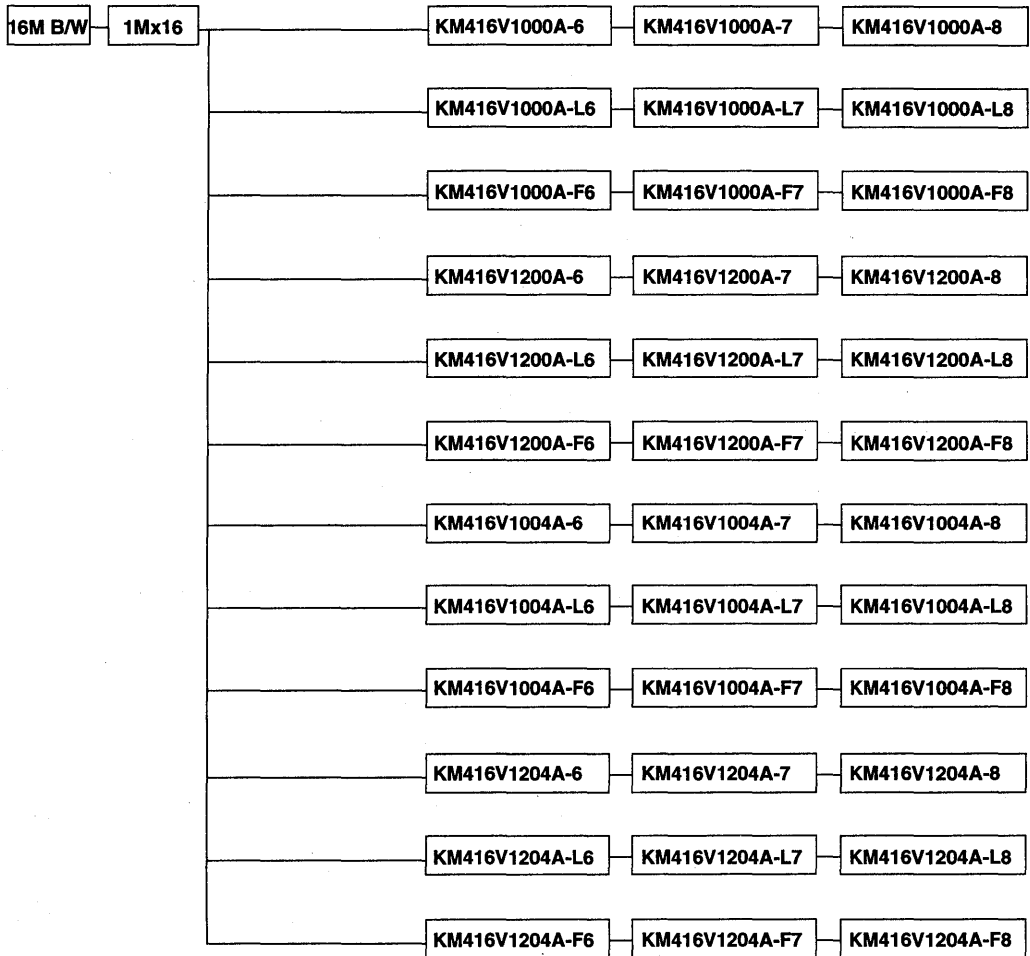 16M B/W 1Mx16 KM416V1000A-6 KM416V1000A-7 KM416V1000A-8
KM416V1000A-L6 KM416V1000A-L7 KM416V1000A-L8
KM416V1000A-F6 KM416V1000A-F7 KM416V1000A-F8
KM416V1200A-6 KM416V1200A-7 KM416V1200A-8
KM416V1200A-L6 KM416V1200A-L7 KM416V1200A-L8
KM416V1200A-F6 KM416V1200A-F7 KM416V1200A-F8
KM416V1004A-6 KM416V1004A-7 KM416V1004A-8
KM416V1004A-L6 KM416V1004A-L7 KM416V1004A-L8
KM416V1004A-F6 KM416V1004A-F7 KM416V1004A-F8
KM416V1204A-6 KM416V1204A-7 KM416V1204A-8
KM416V1204A-L6 KM416V1204A-L7 KM416V1204A-L8
KM416V1204A-F6 KM416V1204A-F7 KM416V1204A-F8